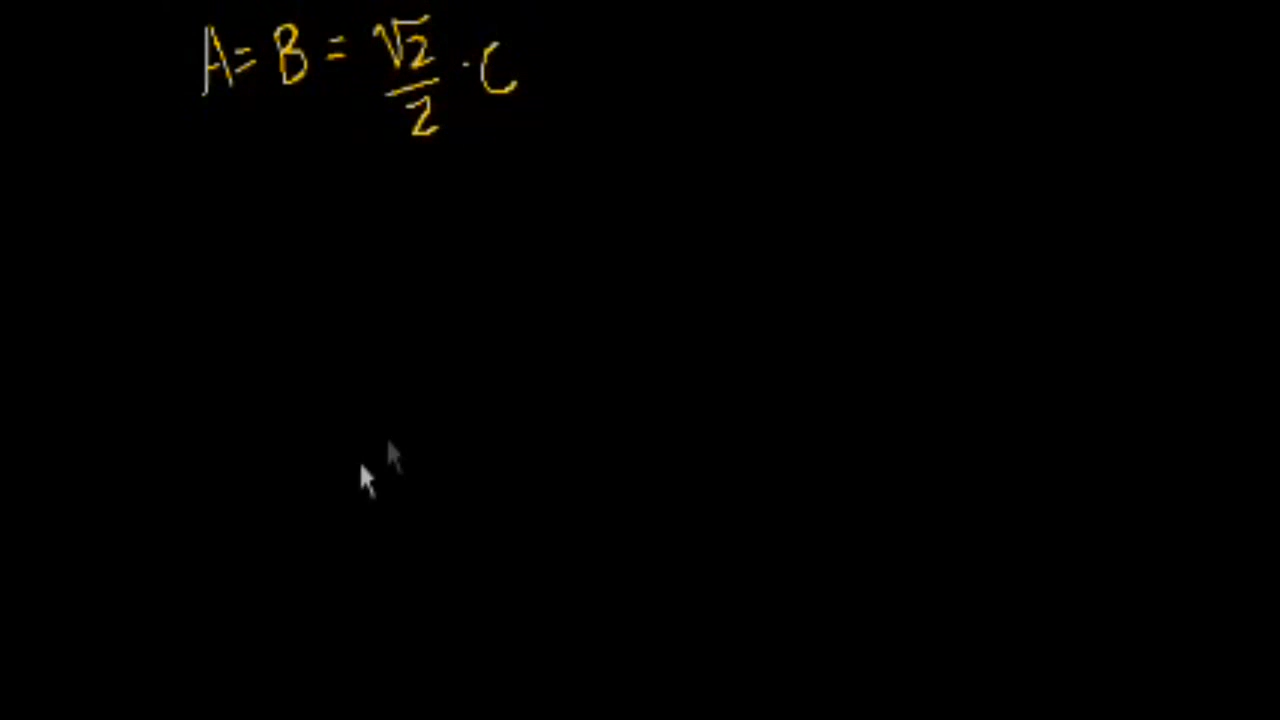 A = B = √2/2 · C